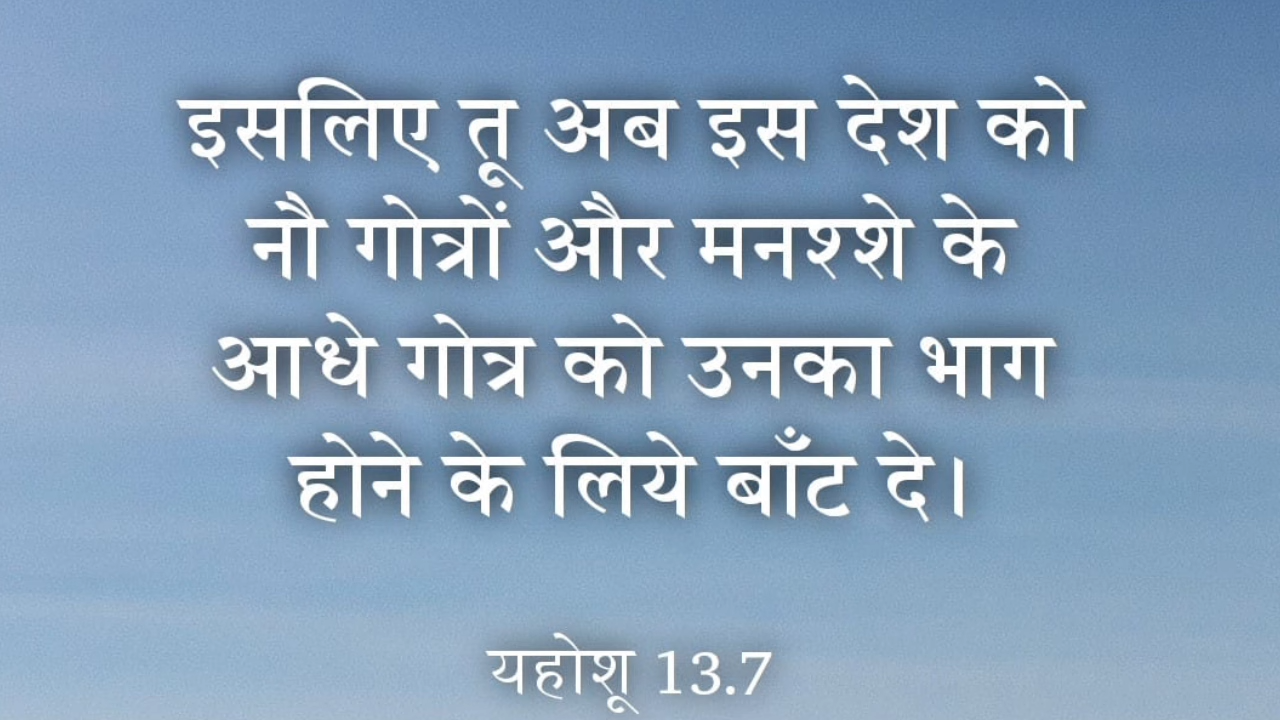 इसलिए तू अब इस देश को
नौ गोत्रों और मनश्शे के
आधे गोत्र को उनका भाग
होने के लिये बाँट दे।
यहोशू 13.7